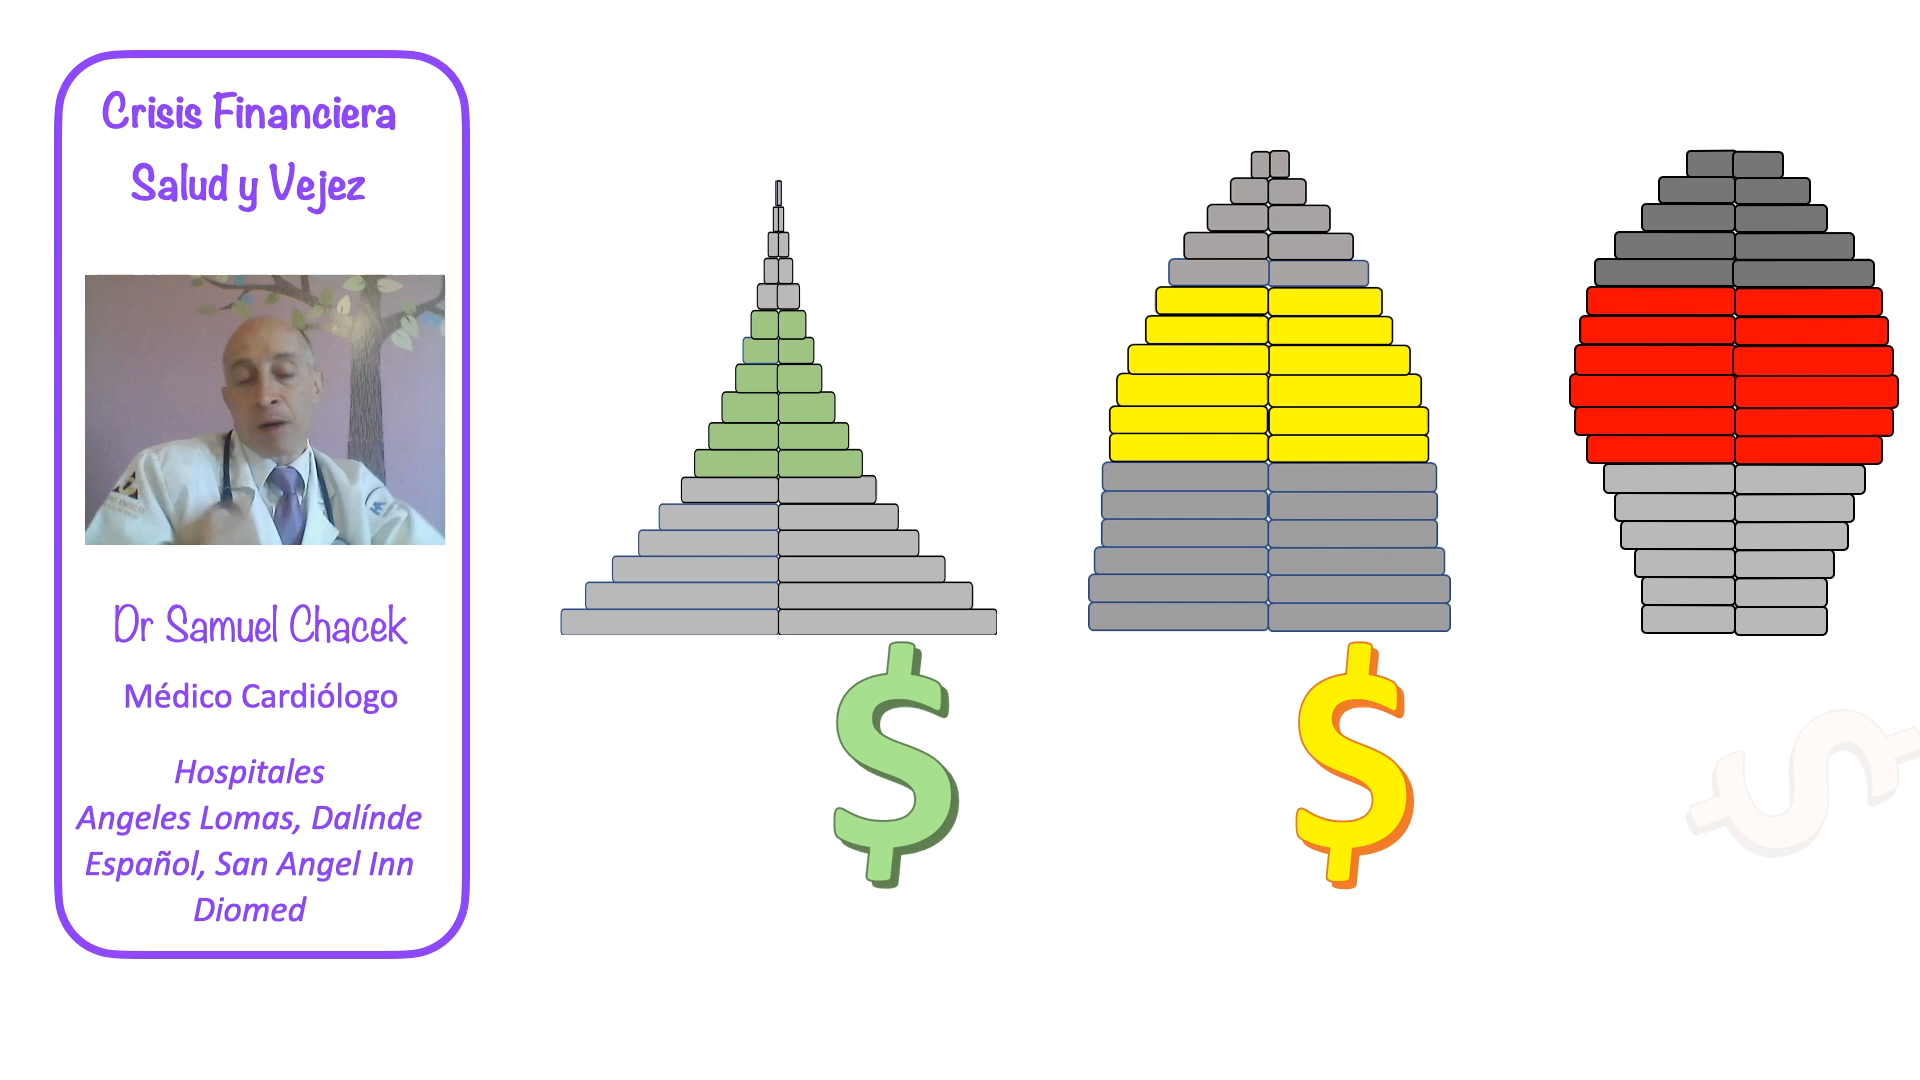 Crisis Financiera
Salud y Vejez
Dr Samuel Chacek
Médico Cardiólogo
Hospitales
Angeles Lomas, Dalínde
Español, San Angel Inn
Diomed
$
$
$